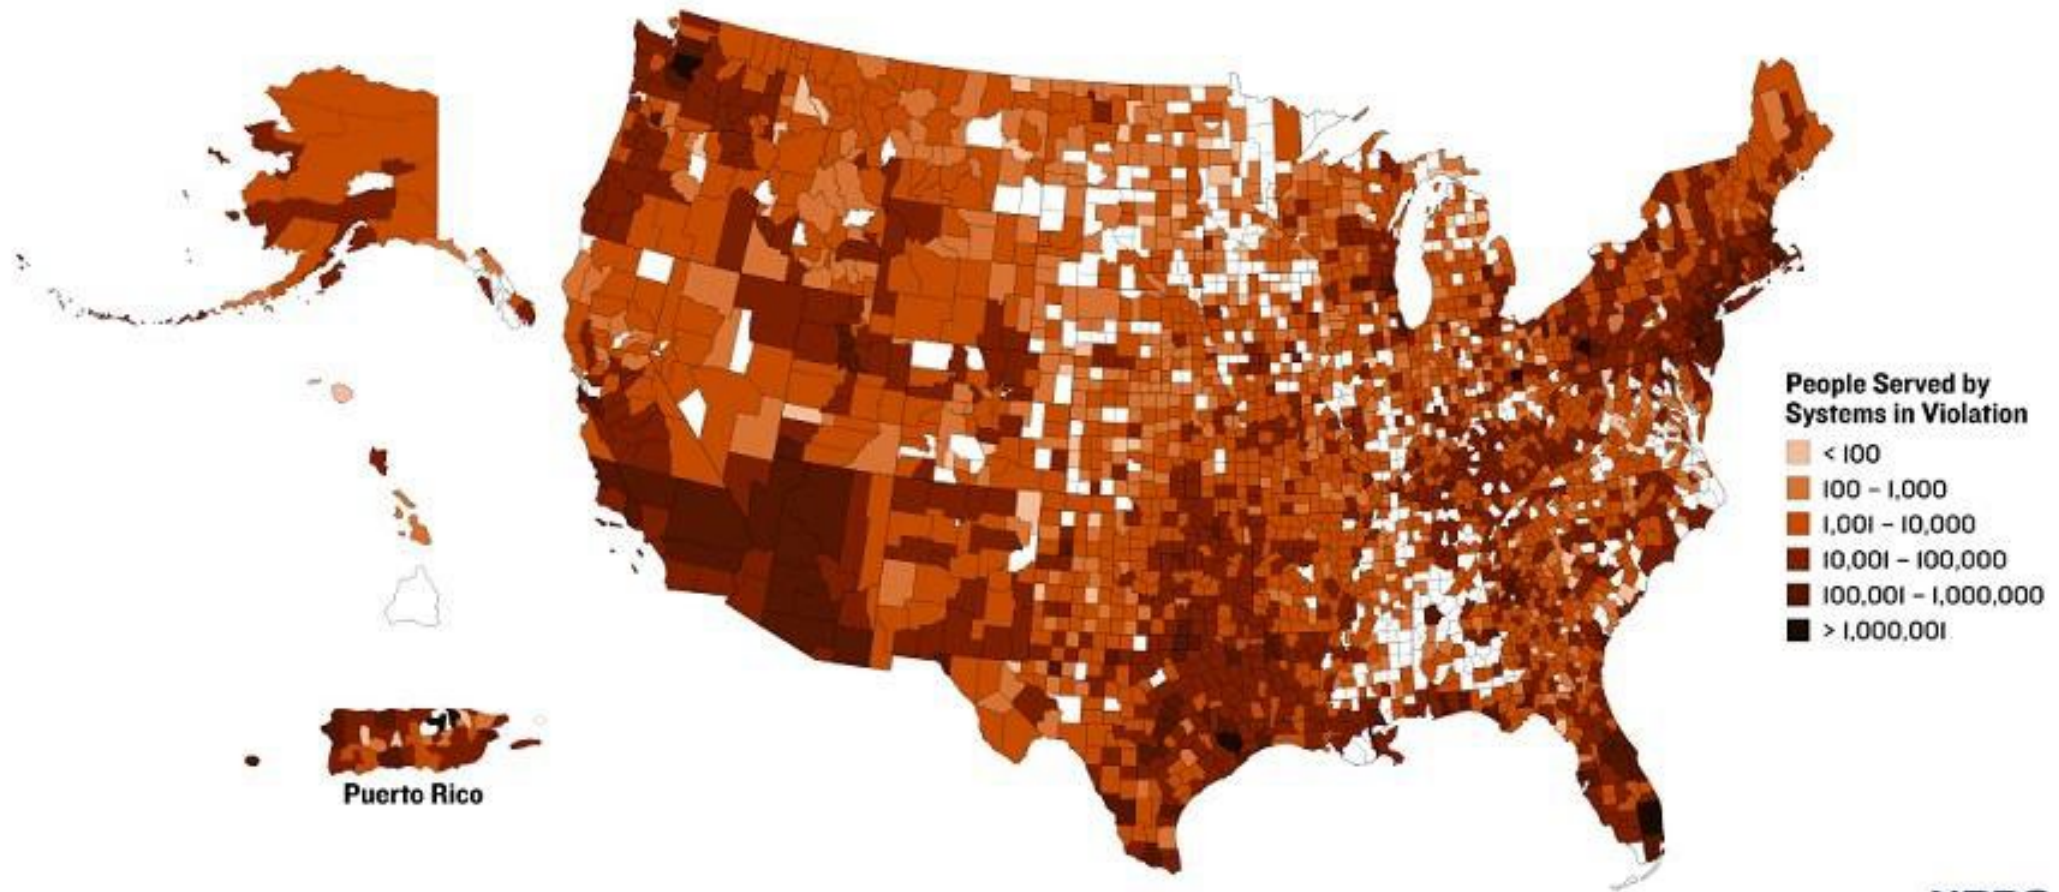 People Served by
Systems in Violation
< 100
100 – 1,000
1,001 – 10,000
10,001 – 100,000
100,001 – 1,000,000
> 1,000,001
Puerto Rico